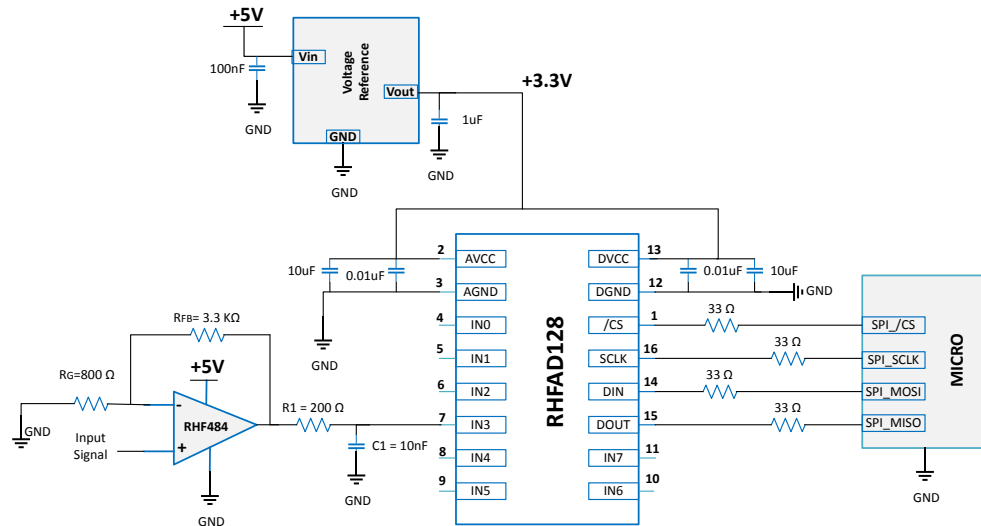 +5V
Vin
100nF
GND
Voltage
Reference
Vout
GND
GND
+3.3V
1uF
GND
2
AVCC
10uF
0.01uF
3
AGND
GND
4
IN0
5
IN1
6
IN2
7
IN3
8
IN4
9
IN5
RHFAD128
13
DVCC
0.01uF
10uF
12
DGND
GND
1
/CS
33 Ω
SPI_/CS
16
SCLK
33 Ω
SPI_SCLK
14
DIN
33 Ω
SPI_MOSI
15
DOUT
33 Ω
SPI_MISO
11
IN7
10
IN6
MICRO
GND
RFB= 3.3 KΩ
+5V
RG=800 Ω
GND
-
RHF484
+
Input
Signal
GND
R1 = 200 Ω
C1 = 10nF
GND